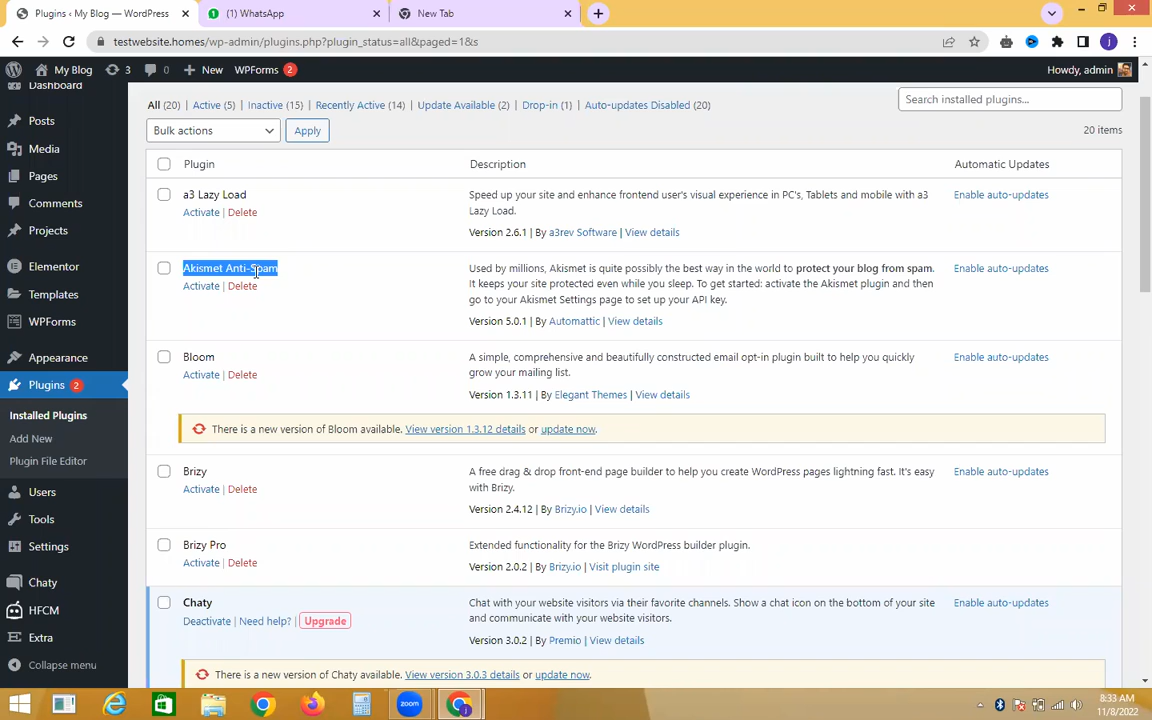 Plugins ‹ My Blog — WordPress
(1) WhatsApp
New Tab
testwebsite.homes/wp-admin/plugins.php?plugin_status=all&paged=1&s
My Blog 3 0 New WPForms 2 Howdy, admin
Dashboard
Posts
Media
Pages
Comments
Projects
Elementor
Templates
WPForms
Appearance
Plugins 2
Installed Plugins
Add New
Plugin File Editor
Users
Tools
Settings
Chaty
HFCM
Extra
Collapse menu
All (20) | Active (5) | Inactive (15) | Recently Active (14) | Update Available (2) | Drop-in (1) | Auto-updates Disabled (20)
Search installed plugins...
Bulk actions Apply 20 items
Plugin Description Automatic Updates
a3 Lazy Load
Activate | Delete
Speed up your site and enhance frontend user's visual experience in PC's, Tablets and mobile with a3
Lazy Load.
Version 2.6.1 | By a3rev Software | View details
Enable auto-updates
Akismet Anti-Spam
Activate | Delete
Used by millions, Akismet is quite possibly the best way in the world to protect your blog from spam.
It keeps your site protected even while you sleep. To get started: activate the Akismet plugin and then
go to your Akismet Settings page to set up your API key.
Version 5.0.1 | By Automattic | View details
Enable auto-updates
Bloom
Activate | Delete
A simple, comprehensive and beautifully constructed email opt-in plugin built to help you quickly
grow your mailing list.
Version 1.3.11 | By Elegant Themes | View details
Enable auto-updates
There is a new version of Bloom available. View version 1.3.12 details or update now.
Brizy
Activate | Delete
A free drag & drop front-end page builder to help you create WordPress pages lightning fast. It's easy
with Brizy.
Version 2.4.12 | By Brizy.io | View details
Enable auto-updates
Brizy Pro
Activate | Delete
Extended functionality for the Brizy WordPress builder plugin.
Version 2.0.2 | By Brizy.io | Visit plugin site
Enable auto-updates
Chaty
Deactivate | Need help? | Upgrade
Chat with your website visitors via their favorite channels. Show a chat icon on the bottom of your site
and communicate with your website visitors.
Version 3.0.2 | By Premio | View details
Enable auto-updates
There is a new version of Chaty available. View version 3.0.3 details or update now.
zoom
8:33 AM
11/8/2022